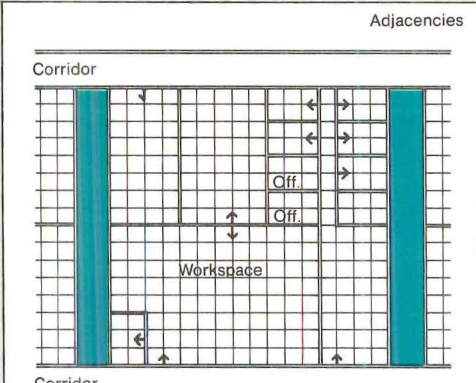 Adjacencies
Corridor
Off.
Off.
Workspace
Corridor